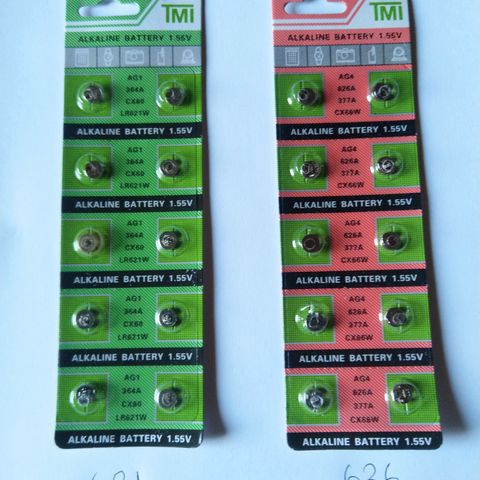 TMI
ALKALINE BATTERY 1.55V
AG1
364A
CX60
LR621W
ALKALINE BATTERY 1.55V
AG1
364A
CX60
LR621W
ALKALINE BATTERY 1.55V
AG1
364A
CX60
LR621W
ALKALINE BATTERY 1.55V
AG1
364A
CX60
LR621W
ALKALINE BATTERY 1.55V
AG1
364A
CX60
LR621W
ALKALINE BATTERY 1.55V
TMI
ALKALINE BATTERY 1.55V
AG4
626A
377A
CX66W
ALKALINE BATTERY 1.55V
AG4
626A
377A
CX66W
ALKALINE BATTERY 1.55V
AG4
626A
377A
CX66W
ALKALINE BATTERY 1.55V
AG4
626A
377A
CX66W
ALKALINE BATTERY 1.55V
AG4
626A
377A
CX66W
ALKALINE BATTERY 1.55V
626